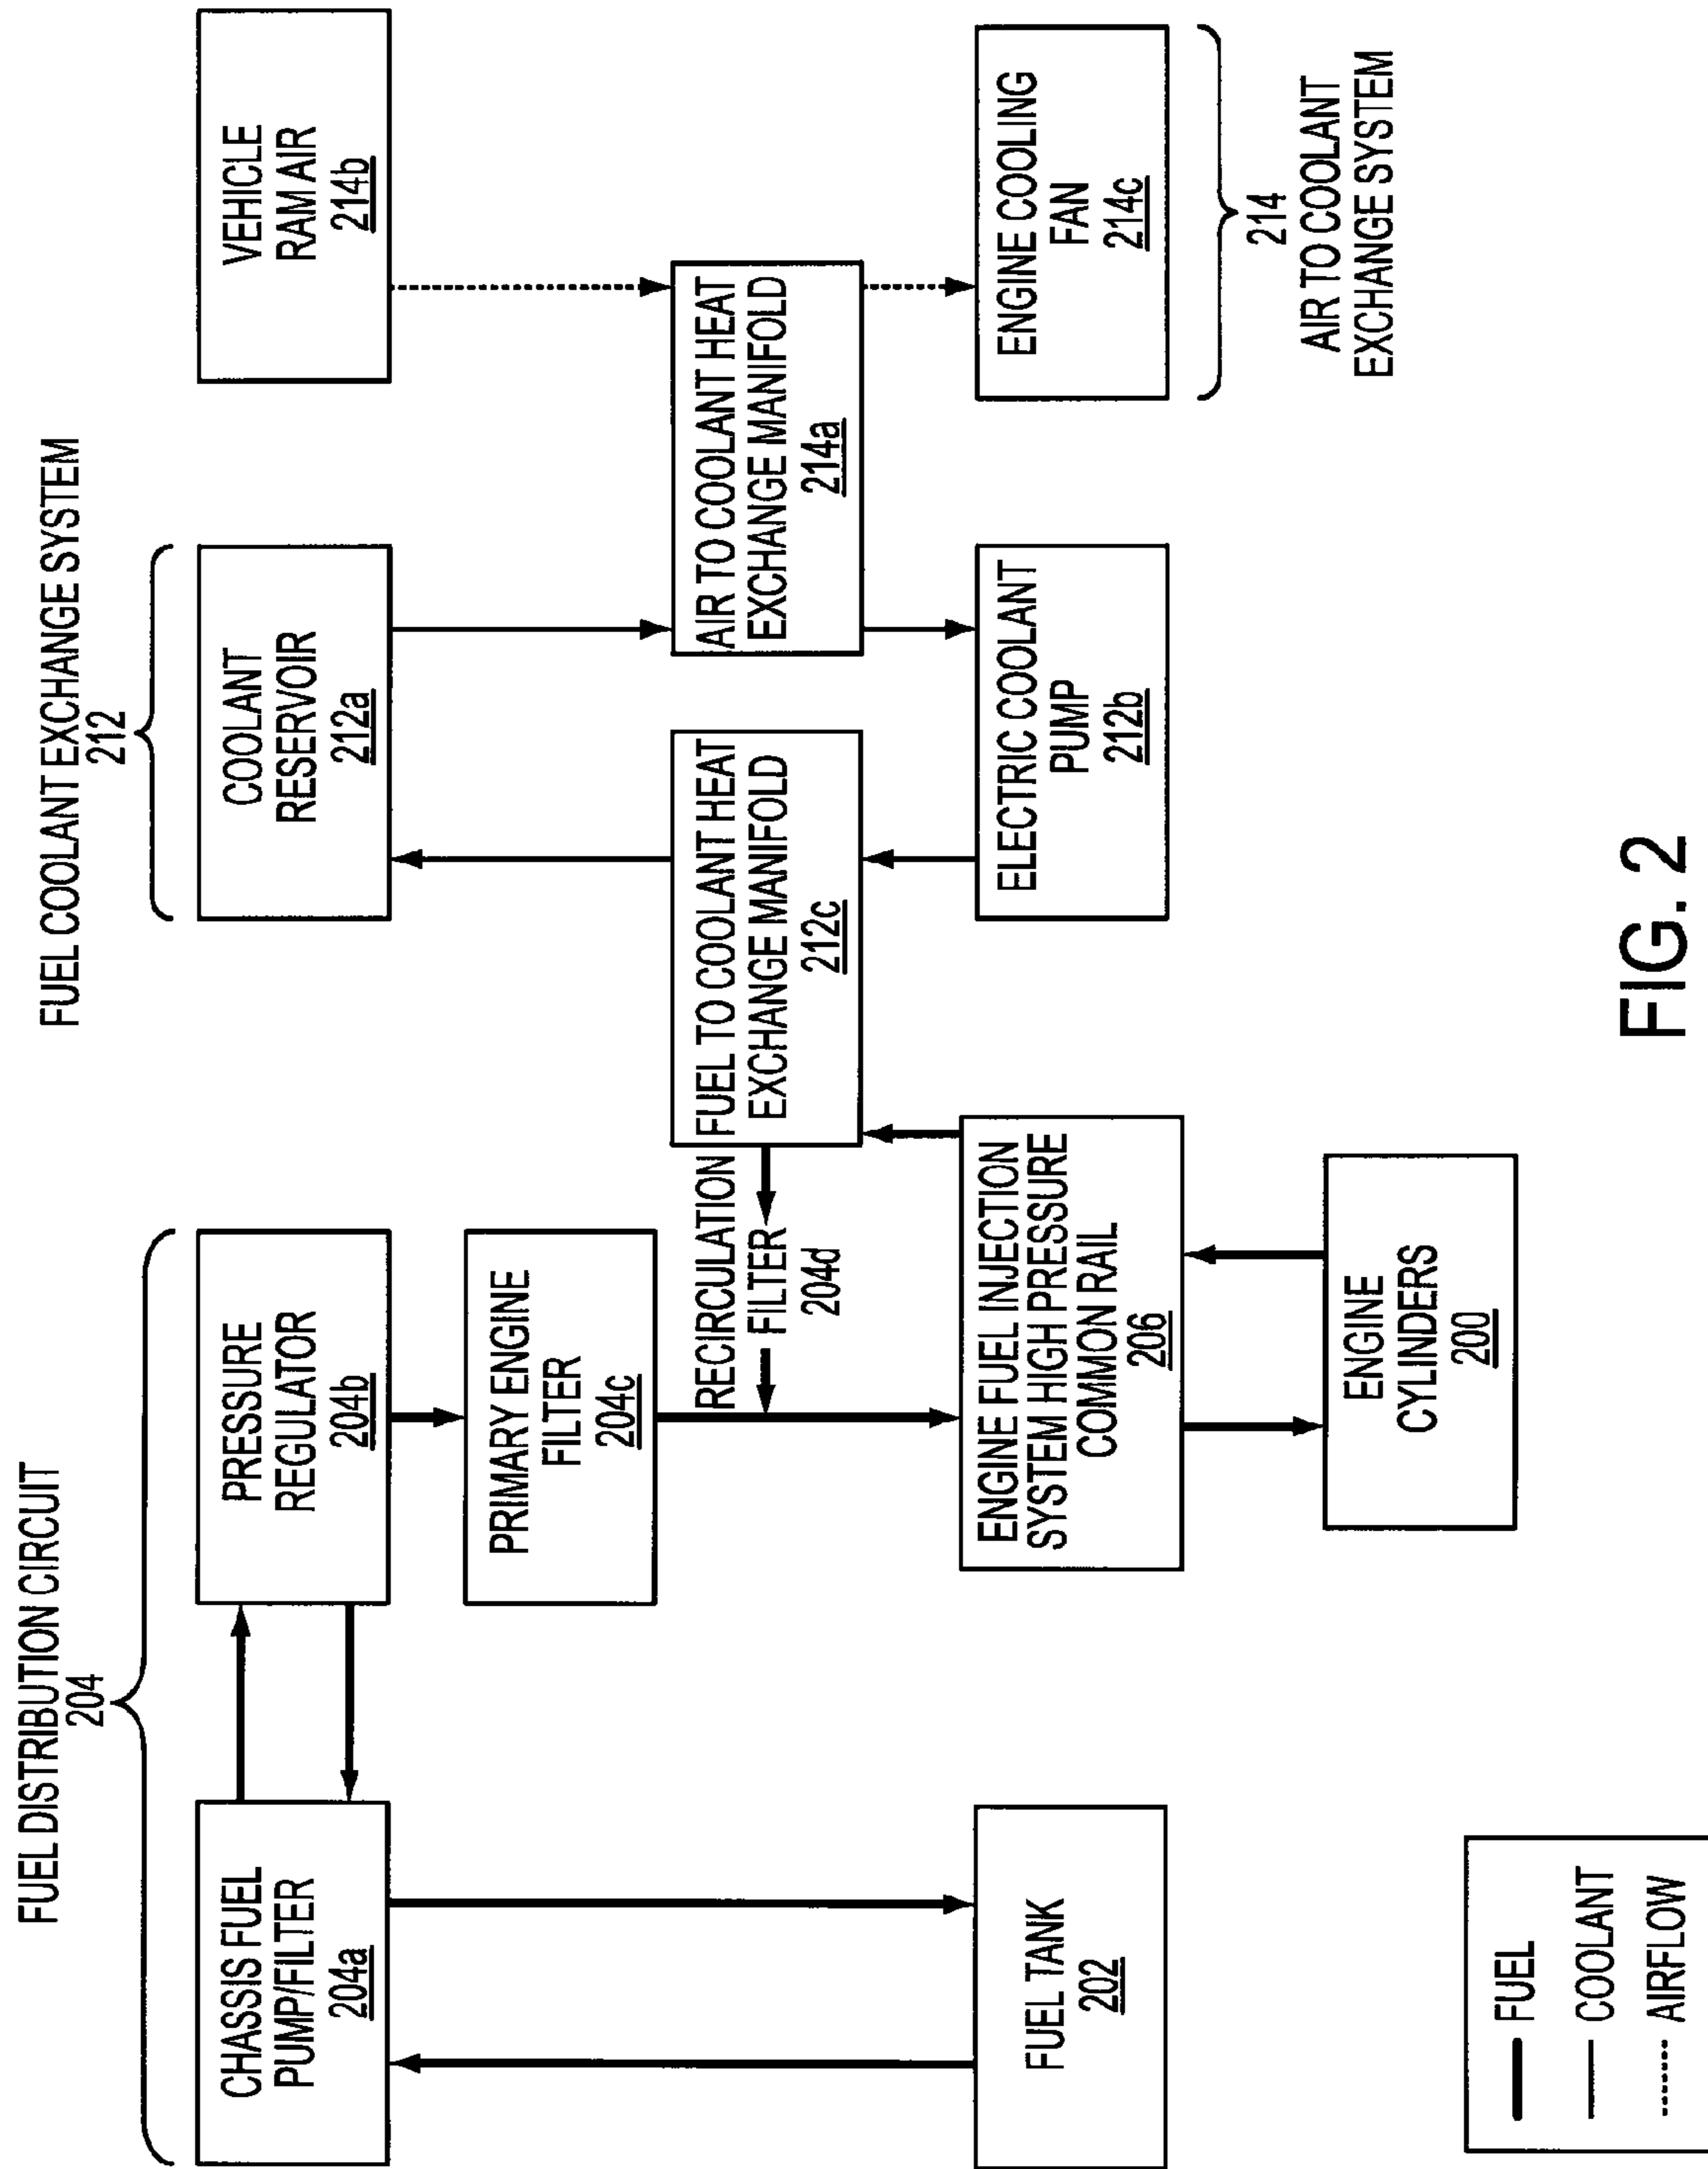 FUEL DISTRIBUTION CIRCUIT
204
FUEL COOLANT EXCHANGE SYSTEM
212
CHASSIS FUEL
PUMP/FILTER
204a
PRESSURE
REGULATOR
204b
COOLANT
RESERVOIR
212a
VEHICLE
RAM AIR
214b
PRIMARY ENGINE
FILTER
204c
RECIRCULATION
FILTER
204d
FUEL TO COOLANT HEAT
EXCHANGE MANIFOLD
212c
AIR TO COOLANT HEAT
EXCHANGE MANIFOLD
214a
FUEL TANK
202
ENGINE FUEL INJECTION
SYSTEM HIGH PRESSURE
COMMON RAIL
206
ELECTRIC COOLANT
PUMP
212b
ENGINE COOLING
FAN
214c
214
AIR TO COOLANT
EXCHANGE SYSTEM
ENGINE
CYLINDERS
200
FUEL
COOLANT
AIRFLOW
FIG. 2